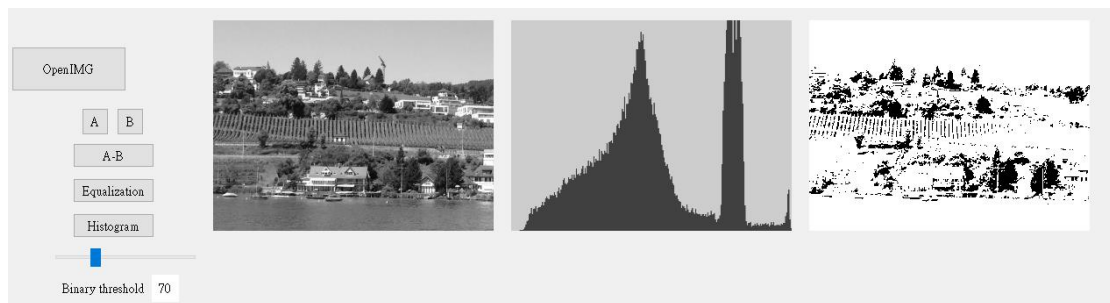 OpenIMG
A B
A-B
Equalization
Histogram
Binary threshold 70